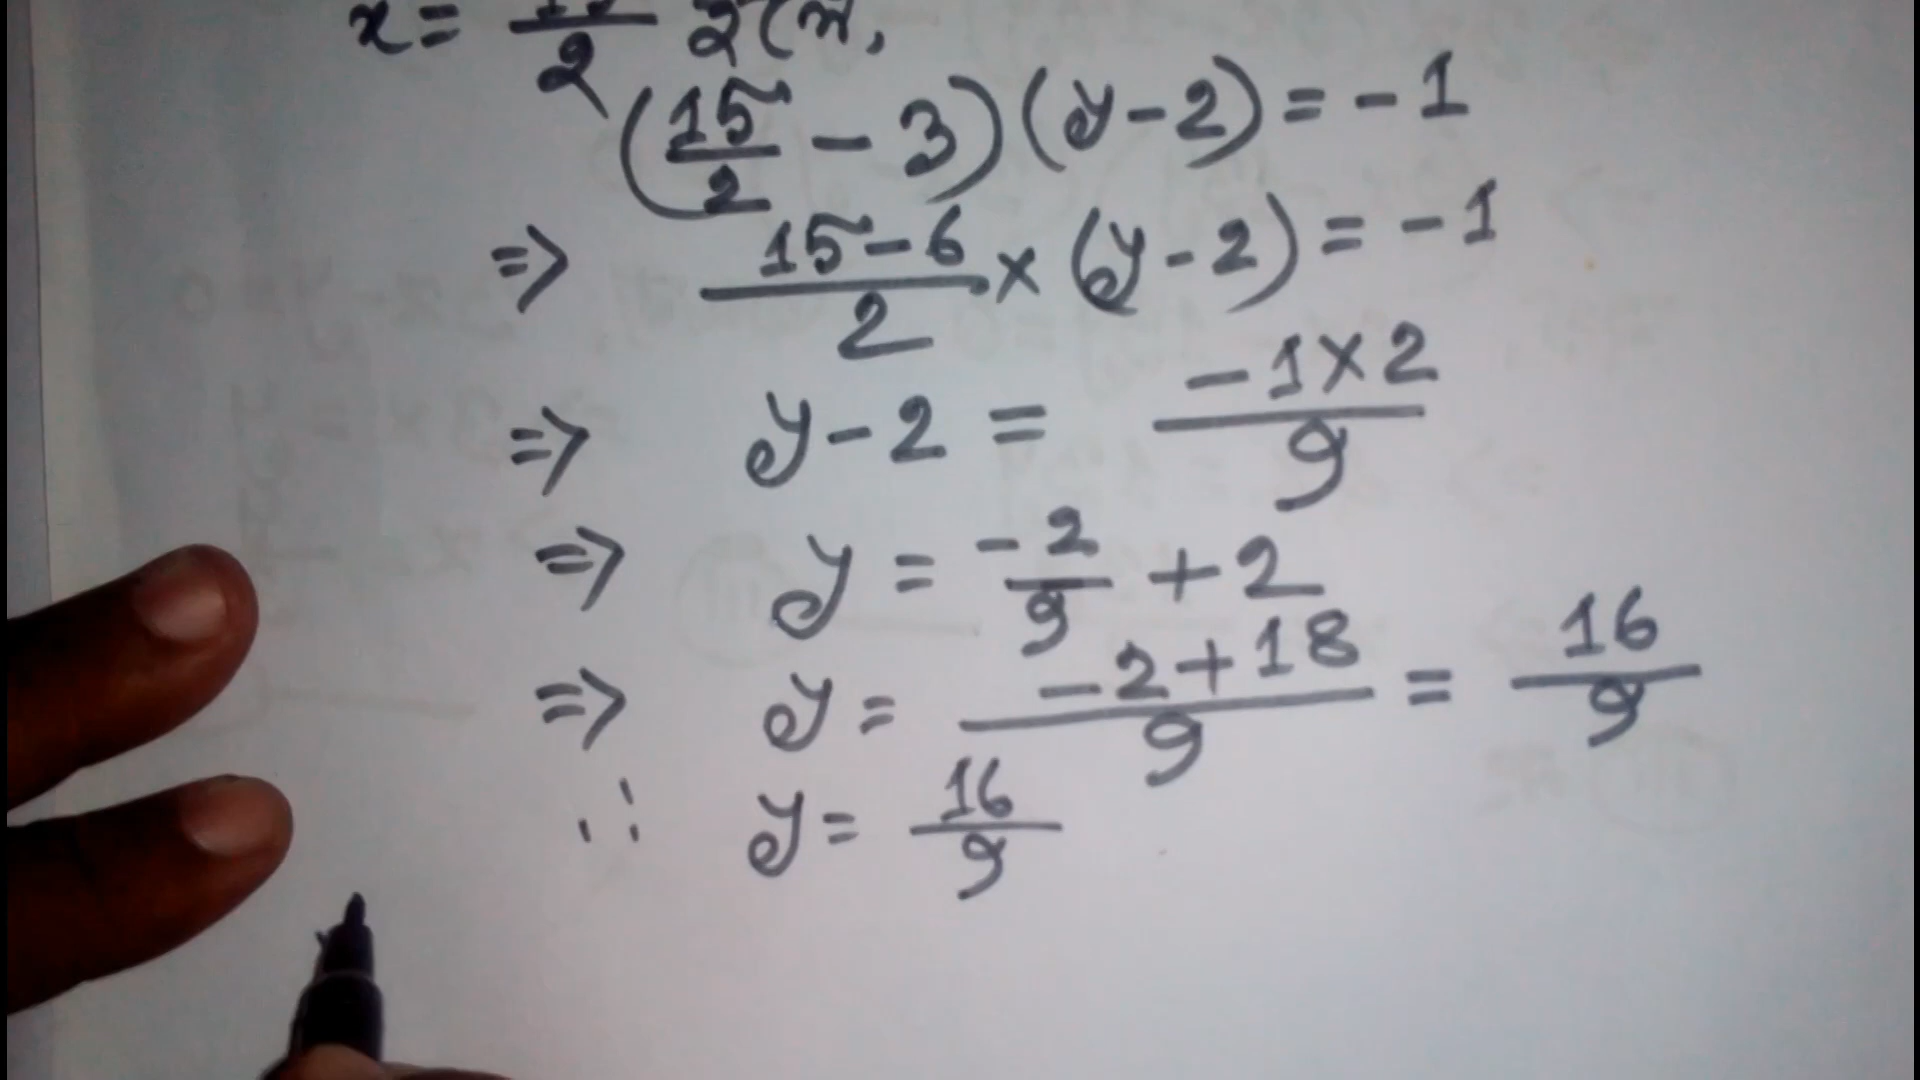 x = 15/2 হলে,
(15/2 - 3)(y - 2) = - 1
=> (15 - 6)/2 × (y - 2) = - 1
=> y - 2 = (- 1 × 2)/9
=> y = - 2/9 + 2
=> y = (- 2 + 18)/9 = 16/9
∴ y = 16/9